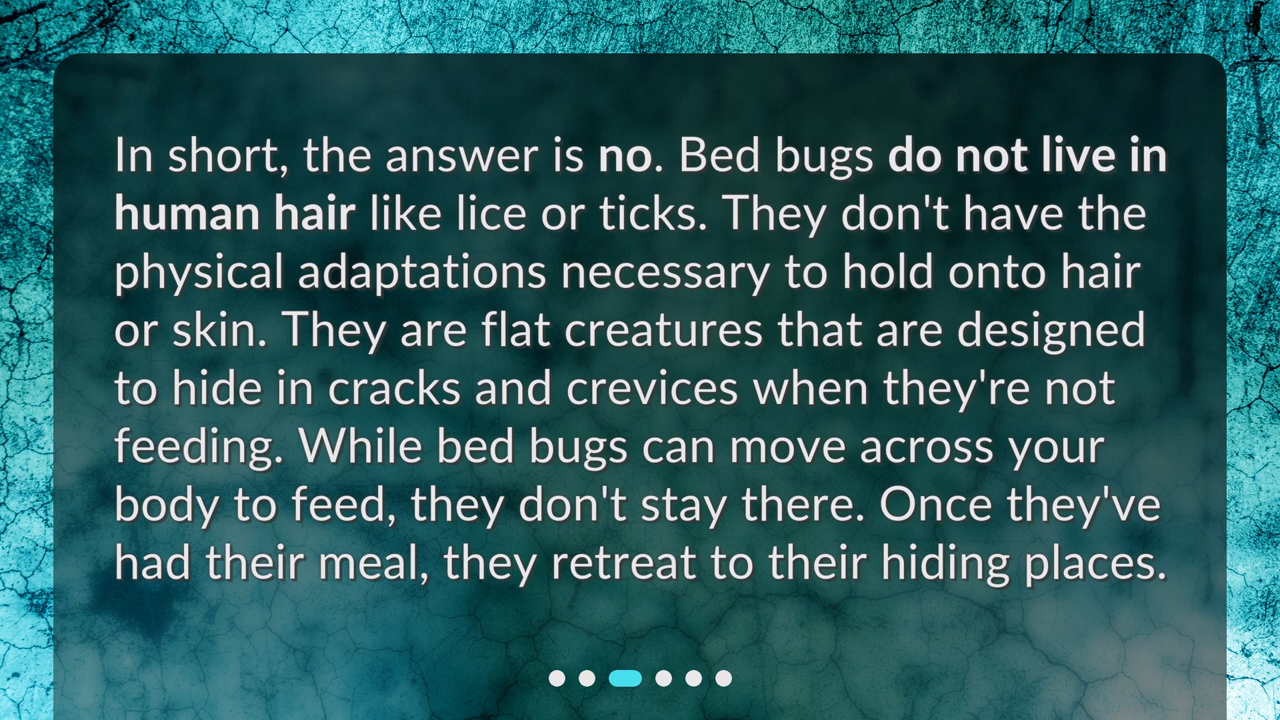 In short, the answer is no. Bed bugs do not live in
human hair like lice or ticks. They don't have the
physical adaptations necessary to hold onto hair
or skin. They are flat creatures that are designed
to hide in cracks and crevices when they're not
feeding. While bed bugs can move across your
body to feed, they don't stay there. Once they've
had their meal, they retreat to their hiding places.